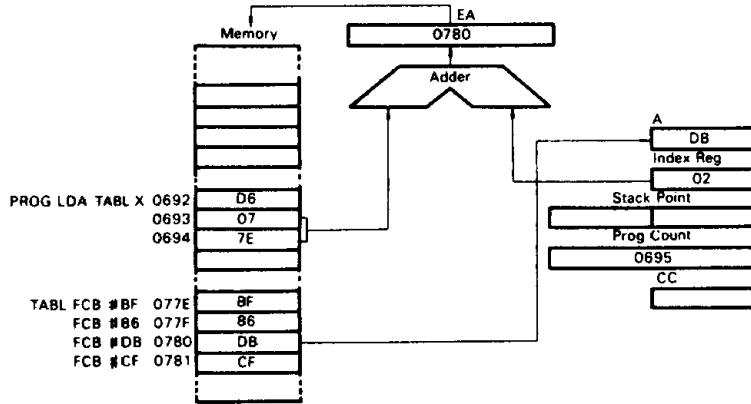 EA
Memory
0780
Adder
A
DB
Index Reg
02
Stack Point
Prog Count
0695
CC
PROG LDA TABL X 0692 D6
0693 07
0694 7E
TABL FCB #BF 077E BF
FCB #86 077F 86
FCB #DB 0780 DB
FCB #CF 0781 CF